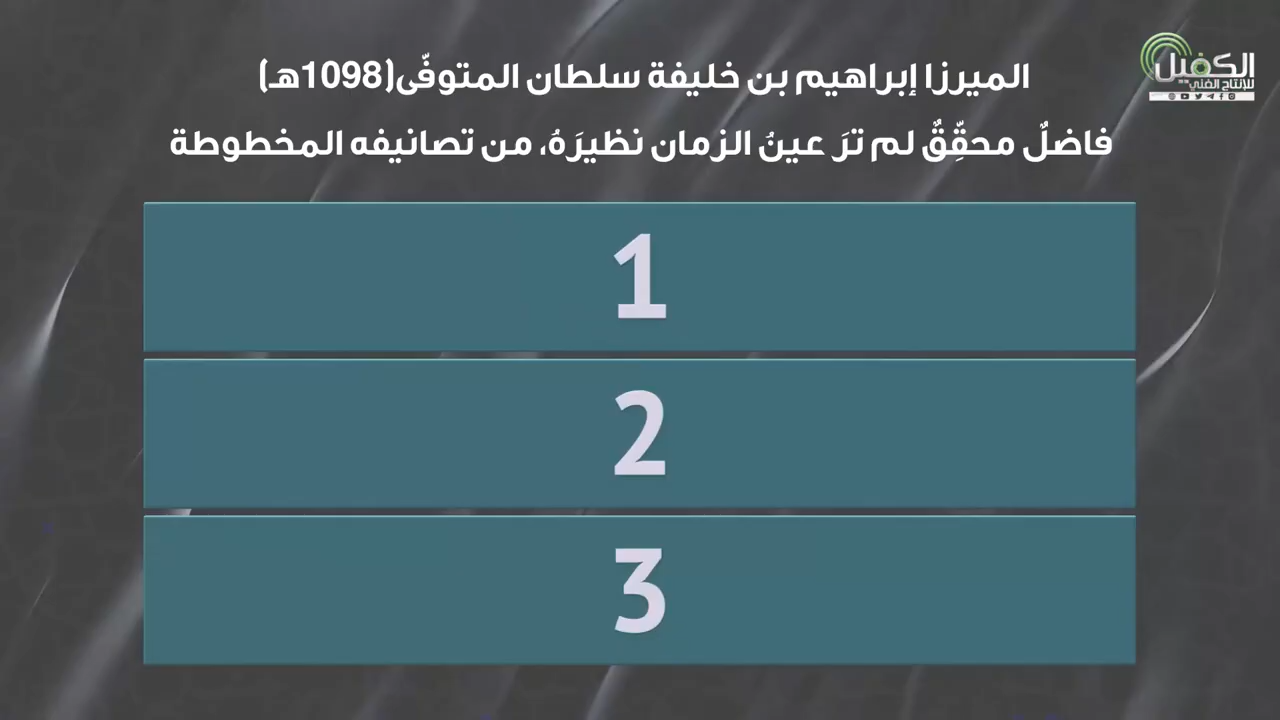 الكفيل
للإنتاج الفني
الميرزا إبراهيم بن خليفة سلطان المتوفّى(1098هـ)
فاضلٌ محقِّقٌ لم ترَ عينُ الزمان نظيرَهُ، من تصانيفه المخطوطة
1
2
3